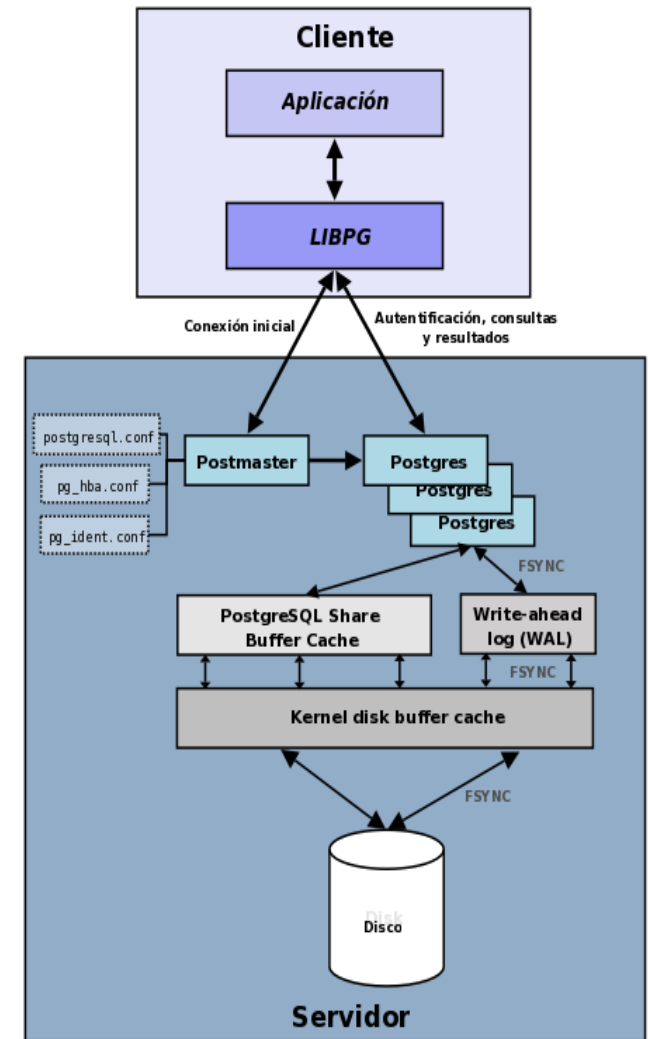 Cliente
Aplicación
LIBPG
Conexión inicial
Autentificación, consultas
y resultados
postgresql.conf
pg_hba.conf
pg_ident.conf
Postmaster
Postgres
Postgres
Postgres
FSYNC
PostgreSQL Share
Buffer Cache
Write-ahead
log (WAL)
FSYNC
Kernel disk buffer cache
FSYNC
Disk
Disco
Servidor